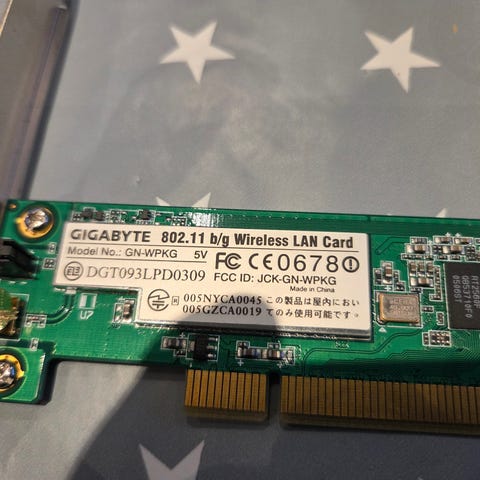 GIGABYTE 802.11 b/g Wireless LAN Card
Model No.: GN-WPKG 5V
FC CE0678
DGT093LPD0309
FCC ID: JCK-GN-WPKG
Made in China
005NYCA0045 この製品は屋内におい
005GZCA0019 てのみ使用可能です。
U7